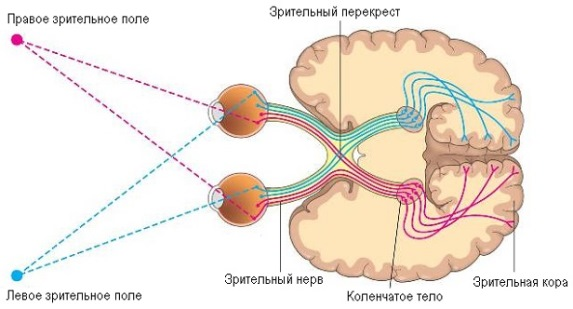 Зрительный перекрест
Правое зрительное поле
Левое зрительное поле
Зрительный нерв
Коленчатое тело
Зрительная кора